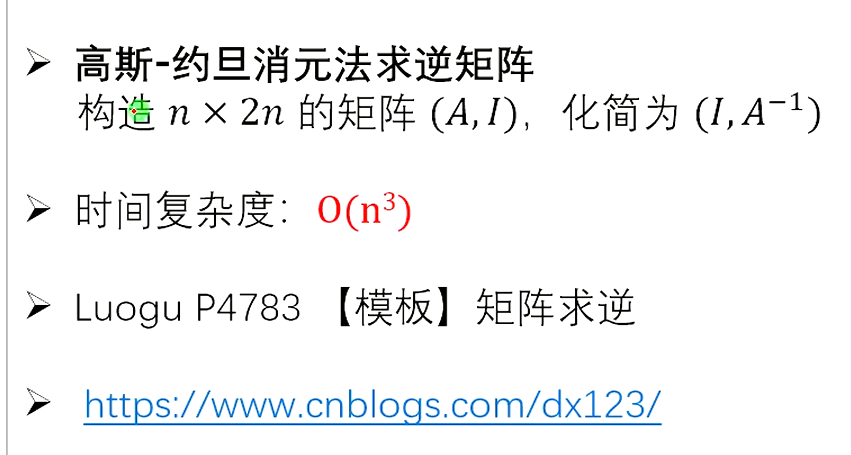 高斯-约旦消元法求逆矩阵
构造 n × 2n 的矩阵 (A, I)，化简为 (I, A⁻¹)
时间复杂度：O(n³)
Luogu P4783 【模板】矩阵求逆
https://www.cnblogs.com/dx123/